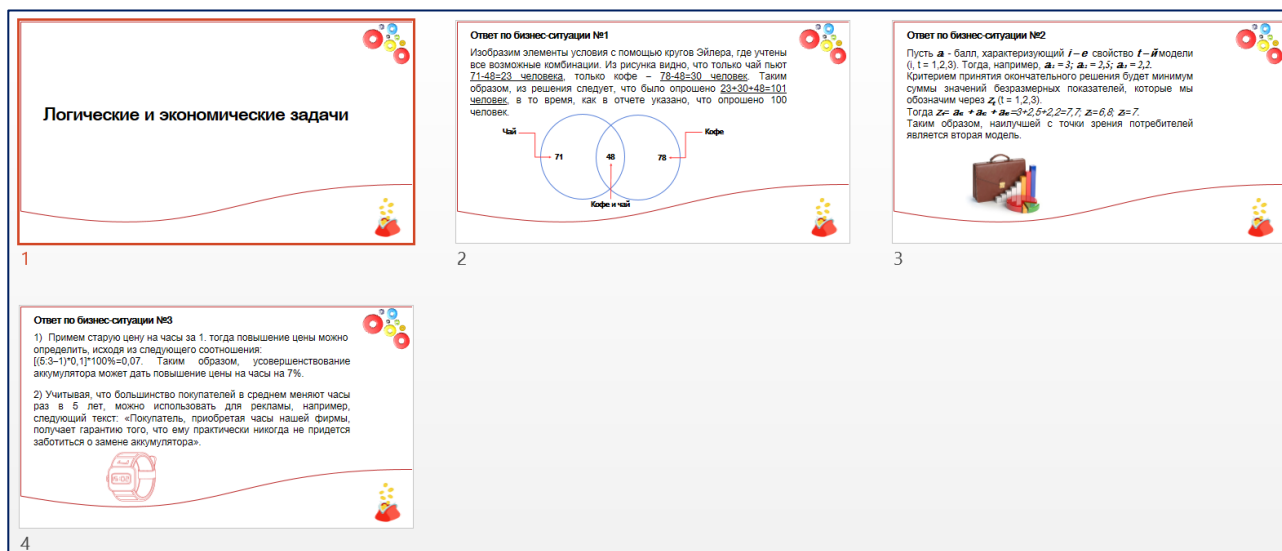 Логические и экономические задачи
1
Ответ по бизнес-ситуации №1
Изобразим элементы условия с помощью кругов Эйлера, где учтены
все возможные комбинации. Из рисунка видно, что только чай пьют
71-48=23 человека, только кофе – 78-48=30 человек. Таким
образом, из решения следует, что было опрошено 23+30+48=101
человек, в то время, как в отчете указано, что опрошено 100
человек.
Чай
Кофе
71
48
78
Кофе и чай
2
Ответ по бизнес-ситуации №2
Пусть a - балл, характеризующий i – е свойство t – й модели
(i, t = 1,2,3). Тогда, например, = 3; = 2,5; = 2,2.
Критерием принятия окончательного решения будет минимум
суммы значений безразмерных показателей, которые мы
обозначим через (t = 1,2,3).
Тогда =3+2,5+2,2=7,7; =6,8; =7.
Таким образом, наилучшей с точки зрения потребителей
является вторая модель.
3
Ответ по бизнес-ситуации №3
1) Примем старую цену на часы за 1. тогда повышение цены можно
определить, исходя из следующего соотношения:
[(5:3–1)*0,1]*100%=0,07. Таким образом, усовершенствование
аккумулятора может дать повышение цены на часы на 7%.
2) Учитывая, что большинство покупателей в среднем меняют часы
раз в 5 лет, можно использовать для рекламы, например,
следующий текст: «Покупатель, приобретая часы нашей фирмы,
получает гарантию того, что ему практически никогда не придется
заботиться о замене аккумулятора».
4